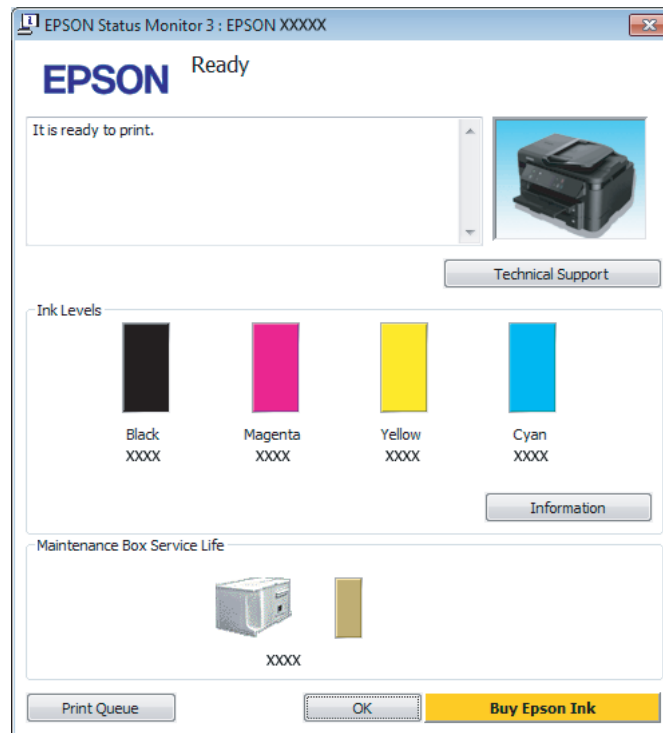 EPSON Status Monitor 3 : EPSON XXXXX
EPSON
Ready
It is ready to print.
Technical Support
Ink Levels
Black Magenta Yellow Cyan
XXXX XXXX XXXX XXXX
Information
Maintenance Box Service Life
XXXX
Print Queue OK Buy Epson Ink